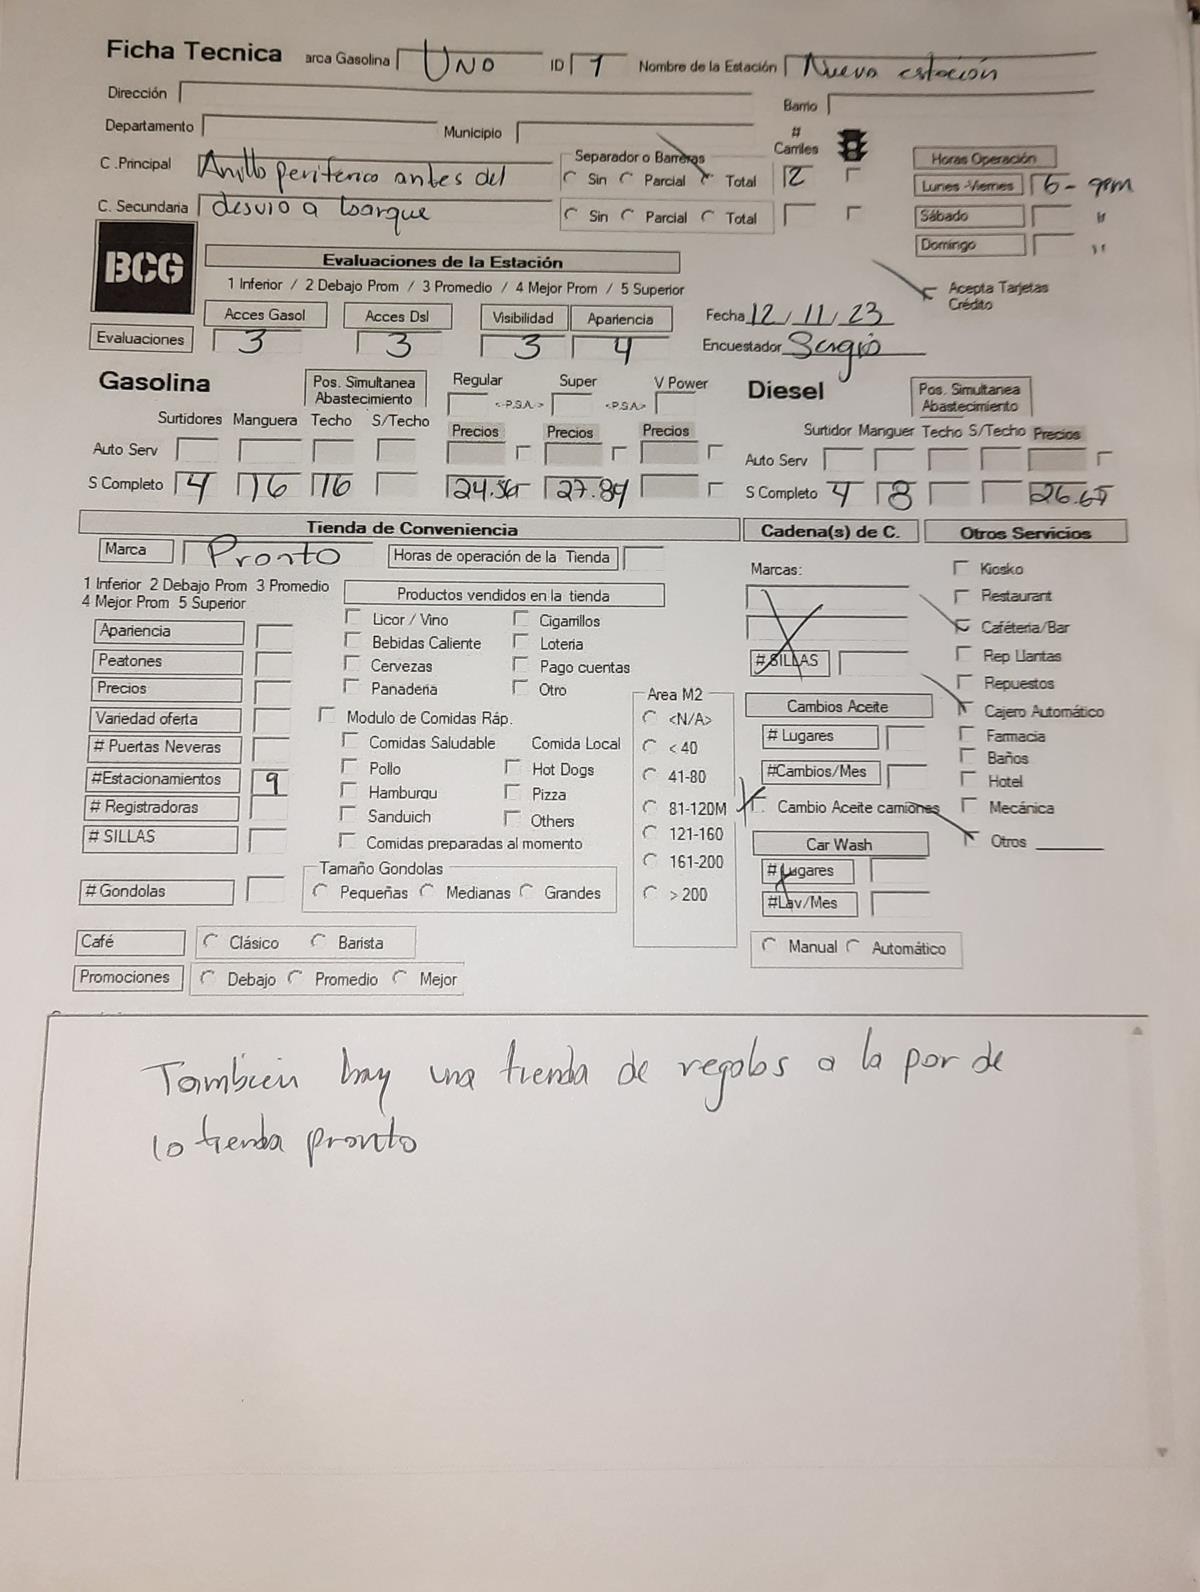 Ficha Tecnica arca Gasolina UNO ID 1 Nombre de la Estación Nueva estación
Dirección Barrio
Departamento Municipio # Carriles
C .Principal Anillo periferico antes del Separador o Barreras Sin Parcial Total 2 Horas Operación
Lunes -Viernes 6 - 9pm
C. Secundaria desvio a Sin Parcial Total Sábado "
Domingo "
BCG Evaluaciones de la Estación
1 Inferior / 2 Debajo Prom / 3 Promedio / 4 Mejor Prom / 5 Superior Acepta Tarjetas Crédito
Acces Gasol Acces Dsl Visibilidad Apariencia Fecha 12/11/23
Evaluaciones 3 3 3 4 Encuestador Sergio
Gasolina Pos. Simultanea Abastecimiento Regular Super V Power Diesel Pos. Simultanea Abastecimiento
<-P.S.A.-> <-P.S.A->
Surtidores Manguera Techo S/Techo Precios Precios Precios Surtidor Manguer Techo S/Techo Precios
Auto Serv Auto Serv
S Completo 4 16 16 27.84 S Completo 4 8
Tienda de Conveniencia Cadena(s) de C. Otros Servicios
Marca Pronto Horas de operación de la Tienda Marcas: Kiosko
1 Inferior 2 Debajo Prom 3 Promedio Productos vendidos en la tienda Restaurant
4 Mejor Prom 5 Superior
Apariencia Licor / Vino Cigarrillos Caféteria/Bar
Bebidas Caliente Loteria
Peatones Cervezas Pago cuentas # SILLAS Rep Llantas
Precios Panaderia Otro Area M2 Repuestos
Variedad oferta Modulo de Comidas Ráp. <N/A> Cambios Aceite Cajero Automático
# Puertas Neveras Comidas Saludable Comida Local < 40 # Lugares Farmacia
Baños
#Estacionamientos 9 Pollo Hot Dogs 41-80 #Cambios/Mes Hotel
# Registradoras Hamburgu Pizza 81-120M Cambio Aceite camiones Mecánica
# SILLAS Sanduich Others 121-160 Car Wash Otros
Comidas preparadas al momento 161-200 # Lugares
Tamaño Gondolas
# Gondolas Pequeñas Medianas Grandes > 200 #Lav/Mes
Café Clásico Barista Manual Automático
Promociones Debajo Promedio Mejor
También hay una tienda de regalos a la par de
la tienda pronto